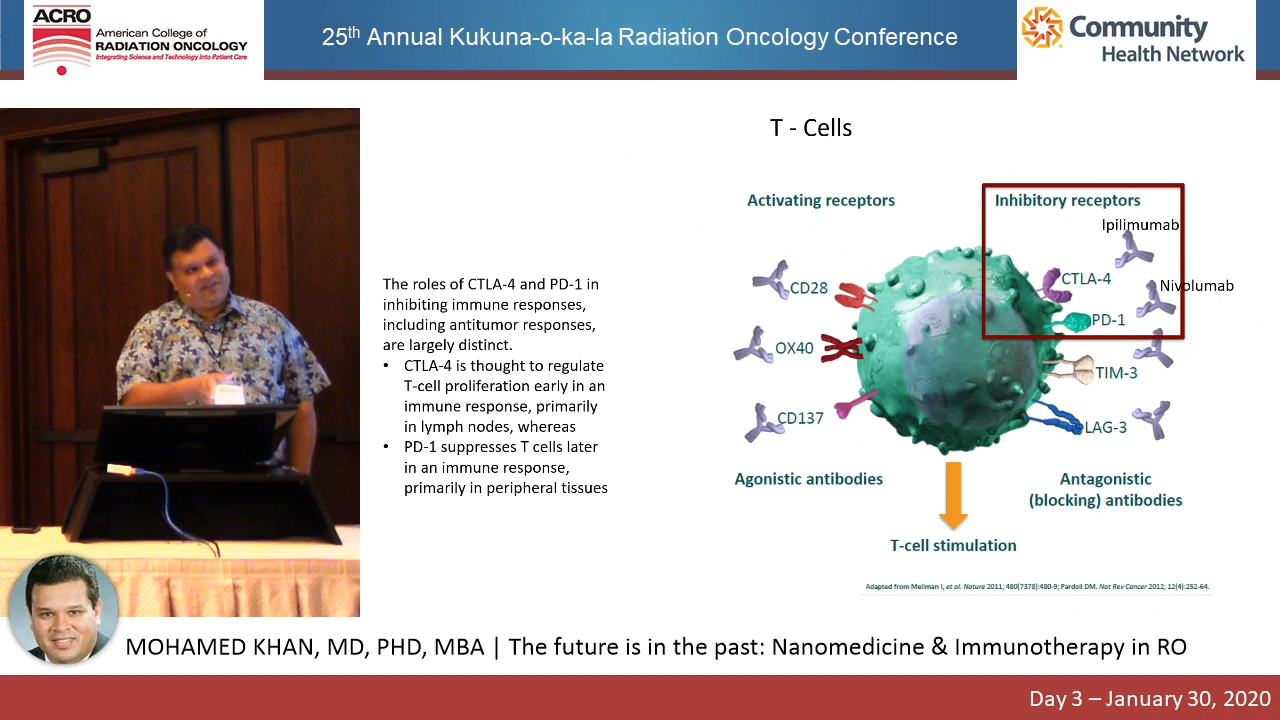 ACRO
American College of
RADIATION ONCOLOGY
Integrating Science and Technology Into Patient Care
25th Annual Kukuna-o-ka-la Radiation Oncology Conference
Community
Health Network
T - Cells
Activating receptors
Inhibitory receptors
Ipilimumab
CTLA-4
CD28
Nivolumab
PD-1
OX40
TIM-3
CD137
LAG-3
Agonistic antibodies
Antagonistic
(blocking) antibodies
T-cell stimulation
Adapted from Mellman I, et al. Nature 2011; 480(7378):480-9; Pardoll DM. Nat Rev Cancer 2012; 12(4):252-64.
The roles of CTLA-4 and PD-1 in
inhibiting immune responses,
including antitumor responses,
are largely distinct.
• CTLA-4 is thought to regulate
T-cell proliferation early in an
immune response, primarily
in lymph nodes, whereas
• PD-1 suppresses T cells later
in an immune response,
primarily in peripheral tissues
MOHAMED KHAN, MD, PHD, MBA | The future is in the past: Nanomedicine & Immunotherapy in RO
Day 3 – January 30, 2020